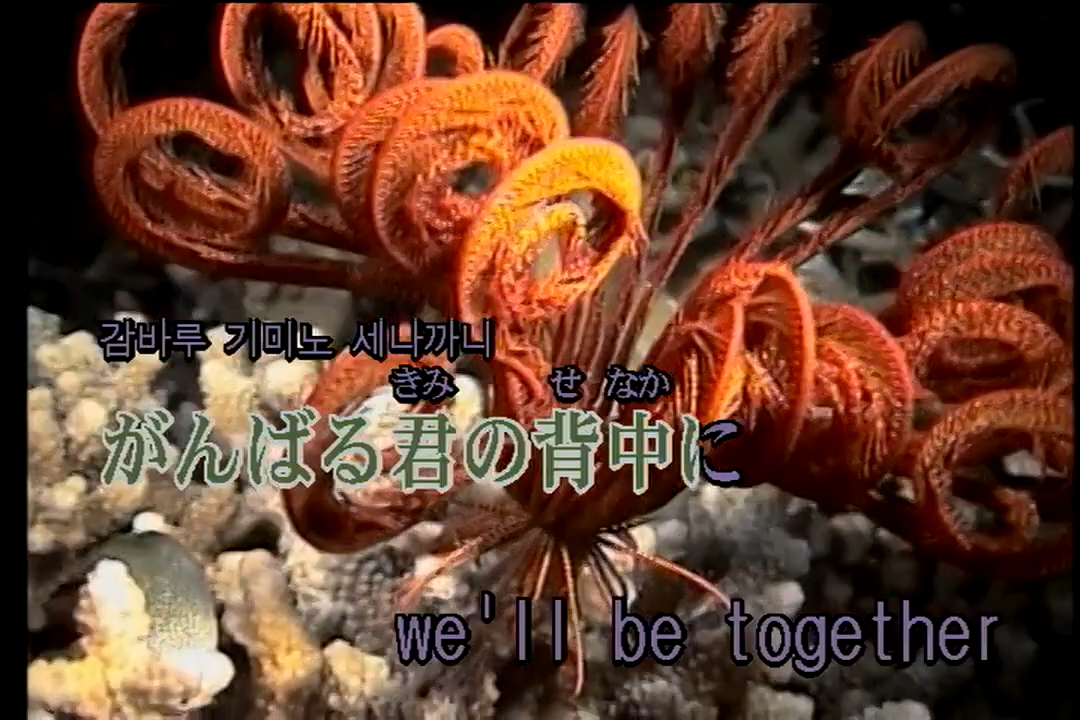 감바루 기미노 세나까니
きみ せ なか
がんばる君の背中に
we'll be together